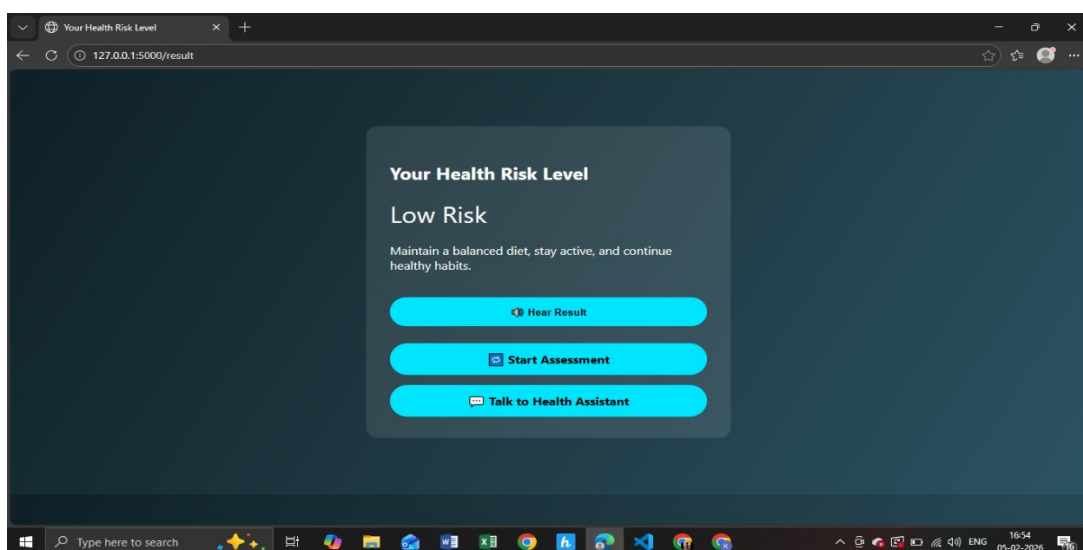 Your Health Risk Level
127.0.0.1:5000/result
Your Health Risk Level
Low Risk
Maintain a balanced diet, stay active, and continue
healthy habits.
Hear Result
Start Assessment
Talk to Health Assistant
Type here to search
ENG
16:54
05-02-2026